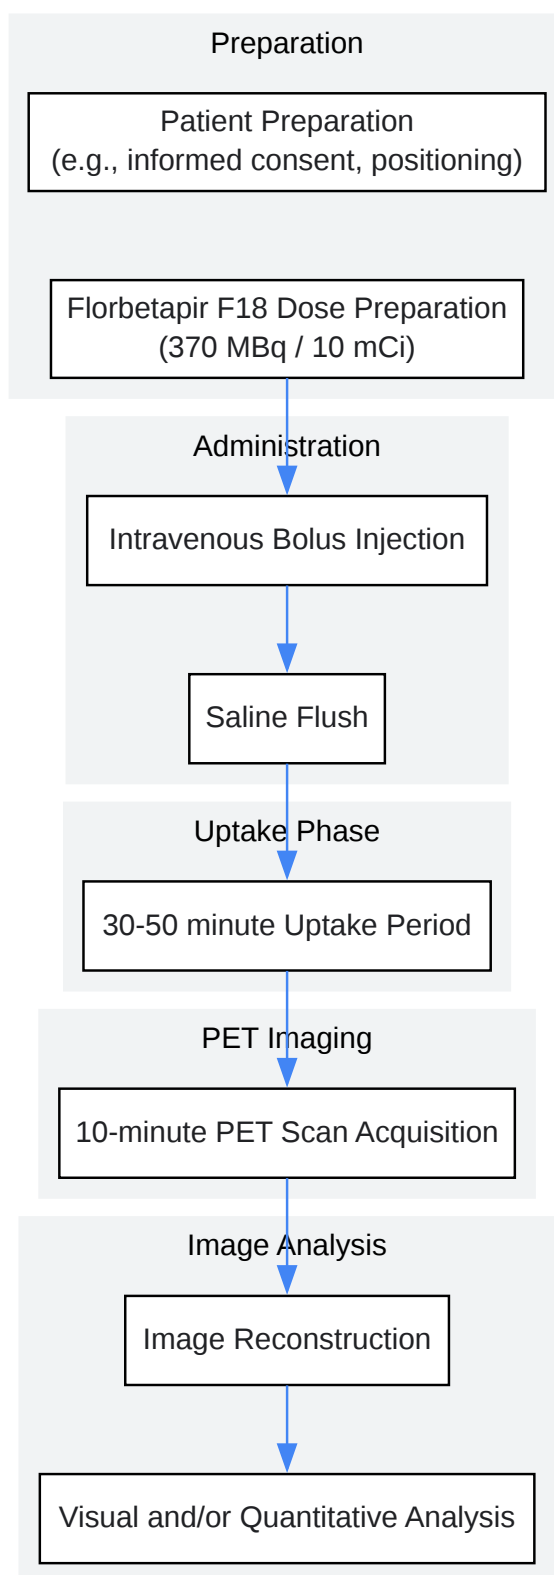 Preparation
Patient Preparation
(e.g., informed consent, positioning)
Florbetapir F18 Dose Preparation
(370 MBq / 10 mCi)
Administration
Intravenous Bolus Injection
Saline Flush
Uptake Phase
30-50 minute Uptake Period
PET Imaging
10-minute PET Scan Acquisition
Image Analysis
Image Reconstruction
Visual and/or Quantitative Analysis